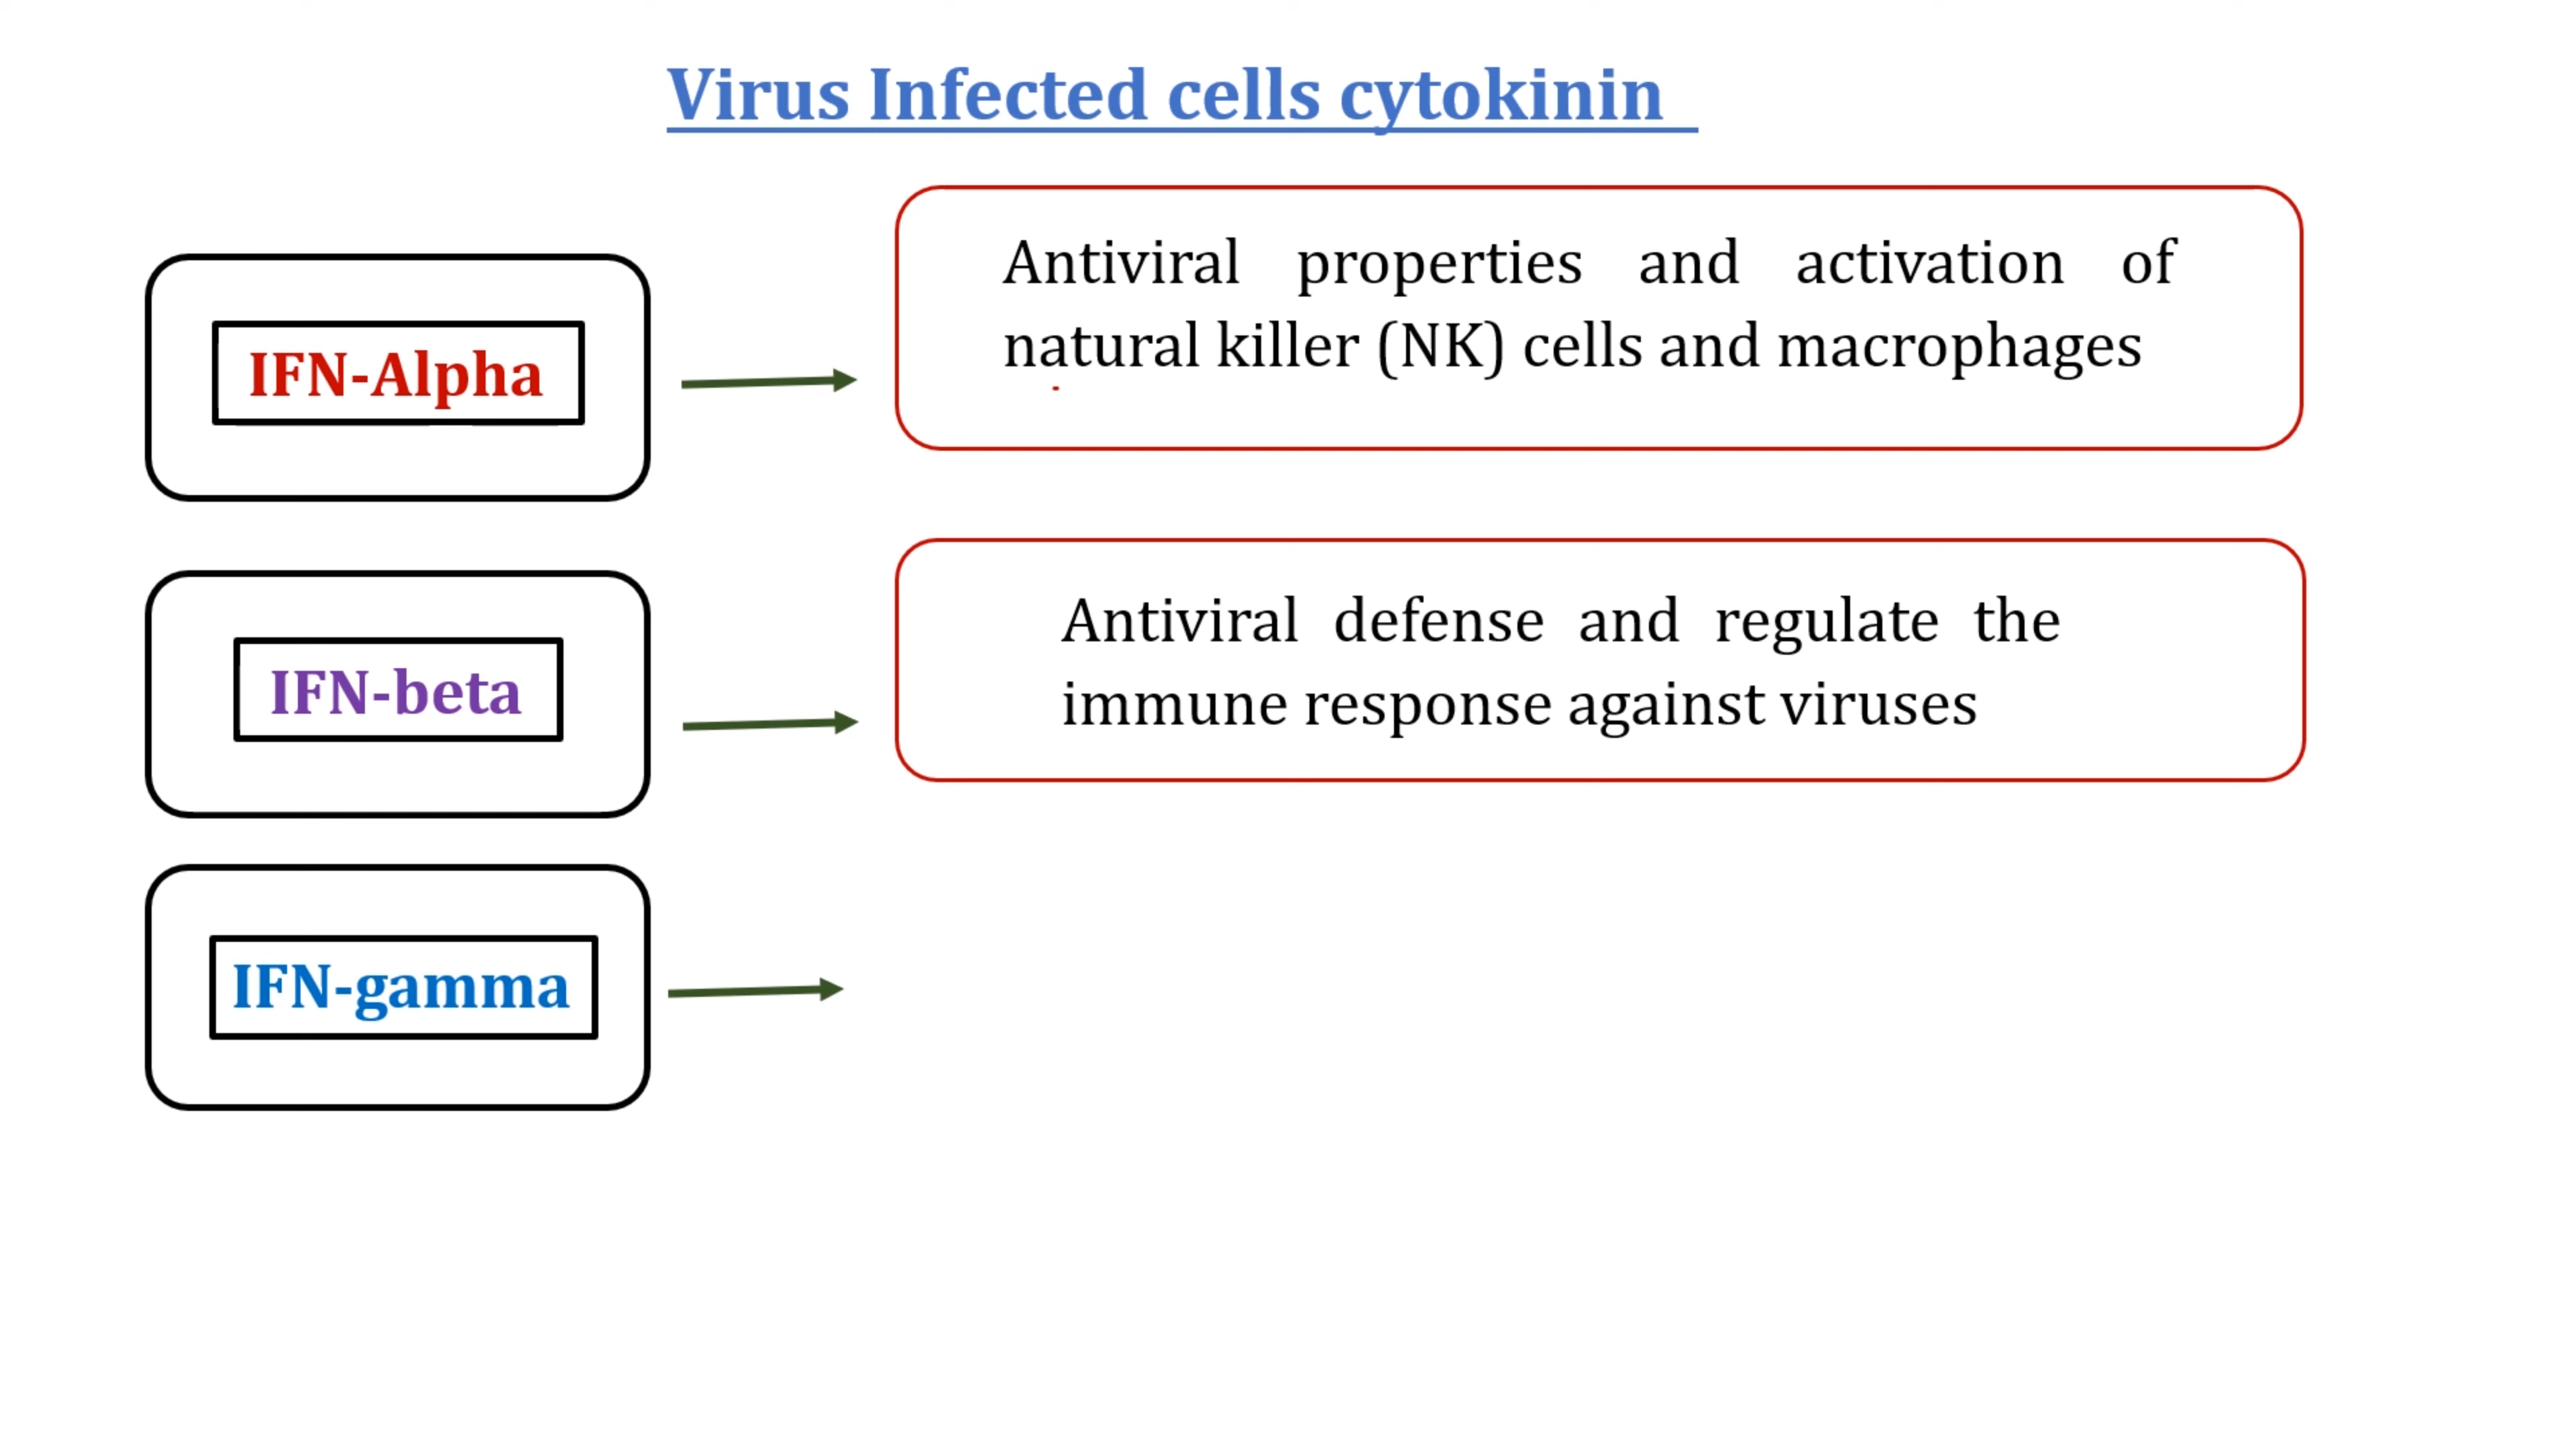 Virus Infected cells cytokinin
IFN-Alpha
Antiviral properties and activation of
natural killer (NK) cells and macrophages
IFN-beta
Antiviral defense and regulate the
immune response against viruses
IFN-gamma